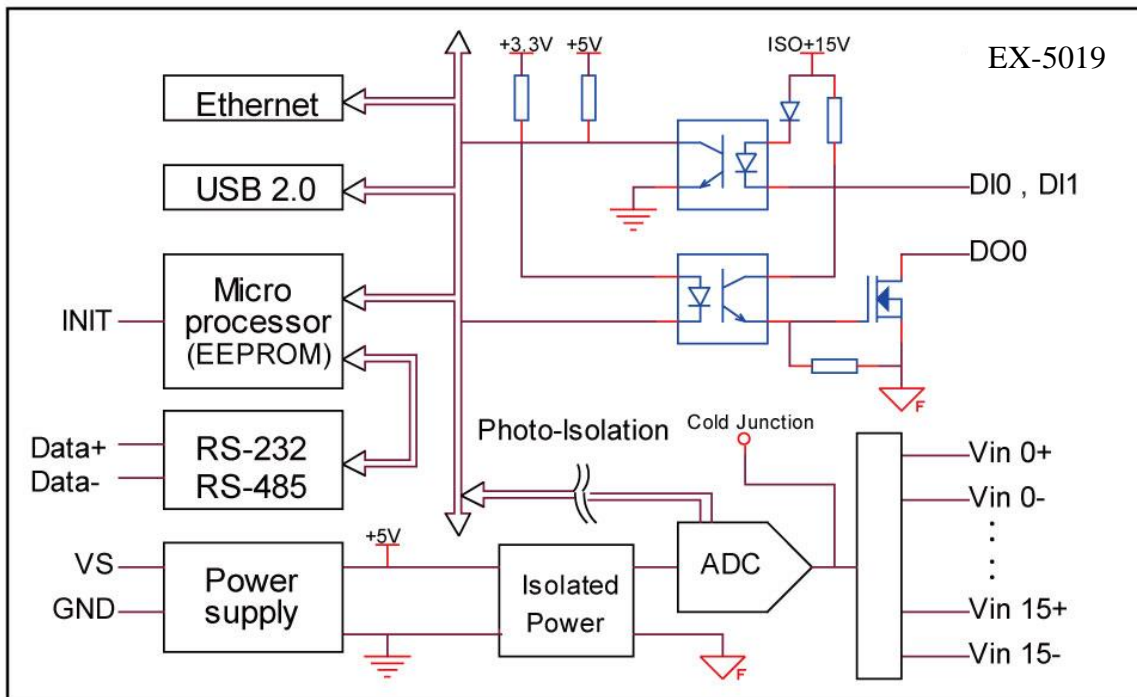 +3.3V
+5V
ISO+15V
EX-5019
Ethernet
USB 2.0
DI0 , DI1
DO0
INIT
Micro
processor
(EEPROM)
F
Data+
Data-
RS-232
RS-485
Photo-Isolation
Cold Junction
Vin 0+
Vin 0-
+5V
VS
GND
Power
supply
Isolated
Power
ADC
F
Vin 15+
Vin 15-